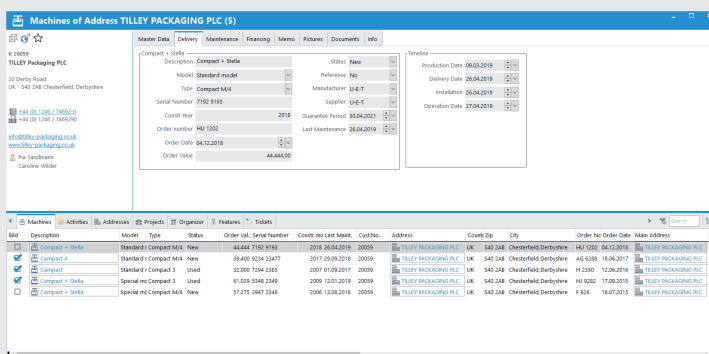 Machines of Address TILLEY PACKAGING PLC (5)
Master Data Delivery Maintenance Financing Memo Pictures Documents Info
K 20059
TILLEY Packaging PLC
20 Derby Road
UK - S40 2AB Chesterfield, Derbyshire
+44 (0) 1246 / 74692-0
+44 (0) 1246 / 7469290
info@tilley-packaging.co.uk
www.tilley-packaging.co.uk
Pia Sandmann
Caroline Wilder
Compact + Stella
Description Compact + Stella
Model Standard model
Type Compact M/4
Serial Number 7192 9193
Constr.Year 2018
Order number HU 1202
Order Date 04.12.2018
Order Value 44.444,00
Status New
Reference No
Manufacturer U-E-T
Supplier U-E-T
Guarantee Period 30.04.2021
Last Maintenance 26.04.2019
Timeline
Production Date 09.03.2019
Delivery Date 26.04.2019
Installation 26.04.2019
Operation Date 27.04.2019
Machines Activities Addresses Projects Organizer Features Tickets Search
Bild Description Model Type Status Order Val. Serial Number Constr.Yea Last Maint. Cust.No. Address Countr Zip City Order No Order Date Main Address
Compact + Stella Standard r Compact M/4 New 44.444 7192 9193 2018 26.04.2019 20059 TILLEY PACKAGING PLC UK S40 2AB Chesterfield,Derbyshire HU 1202 04.12.2018 TILLEY PACKAGING PLC
Compact 4 Standard r Compact M/4 New 39.400 9234 23477 2017 29.09.2018 20059 TILLEY PACKAGING PLC UK S40 2AB Chesterfield,Derbyshire AG 6288 18.06.2017 TILLEY PACKAGING PLC
Compact Standard r Compact 3 Used 32.000 7294 2385 2007 01.09.2017 20059 TILLEY PACKAGING PLC UK S40 2AB Chesterfield,Derbyshire H 2350 12.06.2016 TILLEY PACKAGING PLC
Compact + Stella Special mc Compact 3 Used 61.029 5348 2349 2009 12.01.2019 20059 TILLEY PACKAGING PLC UK S40 2AB Chesterfield,Derbyshire HJ 9282 17.09.2015 TILLEY PACKAGING PLC
Compact + Stella Special mc Compact M/4 New 57.275 2947 2348 2006 13.08.2018 20059 TILLEY PACKAGING PLC UK S40 2AB Chesterfield,Derbyshire F 628 16.07.2015 TILLEY PACKAGING PLC